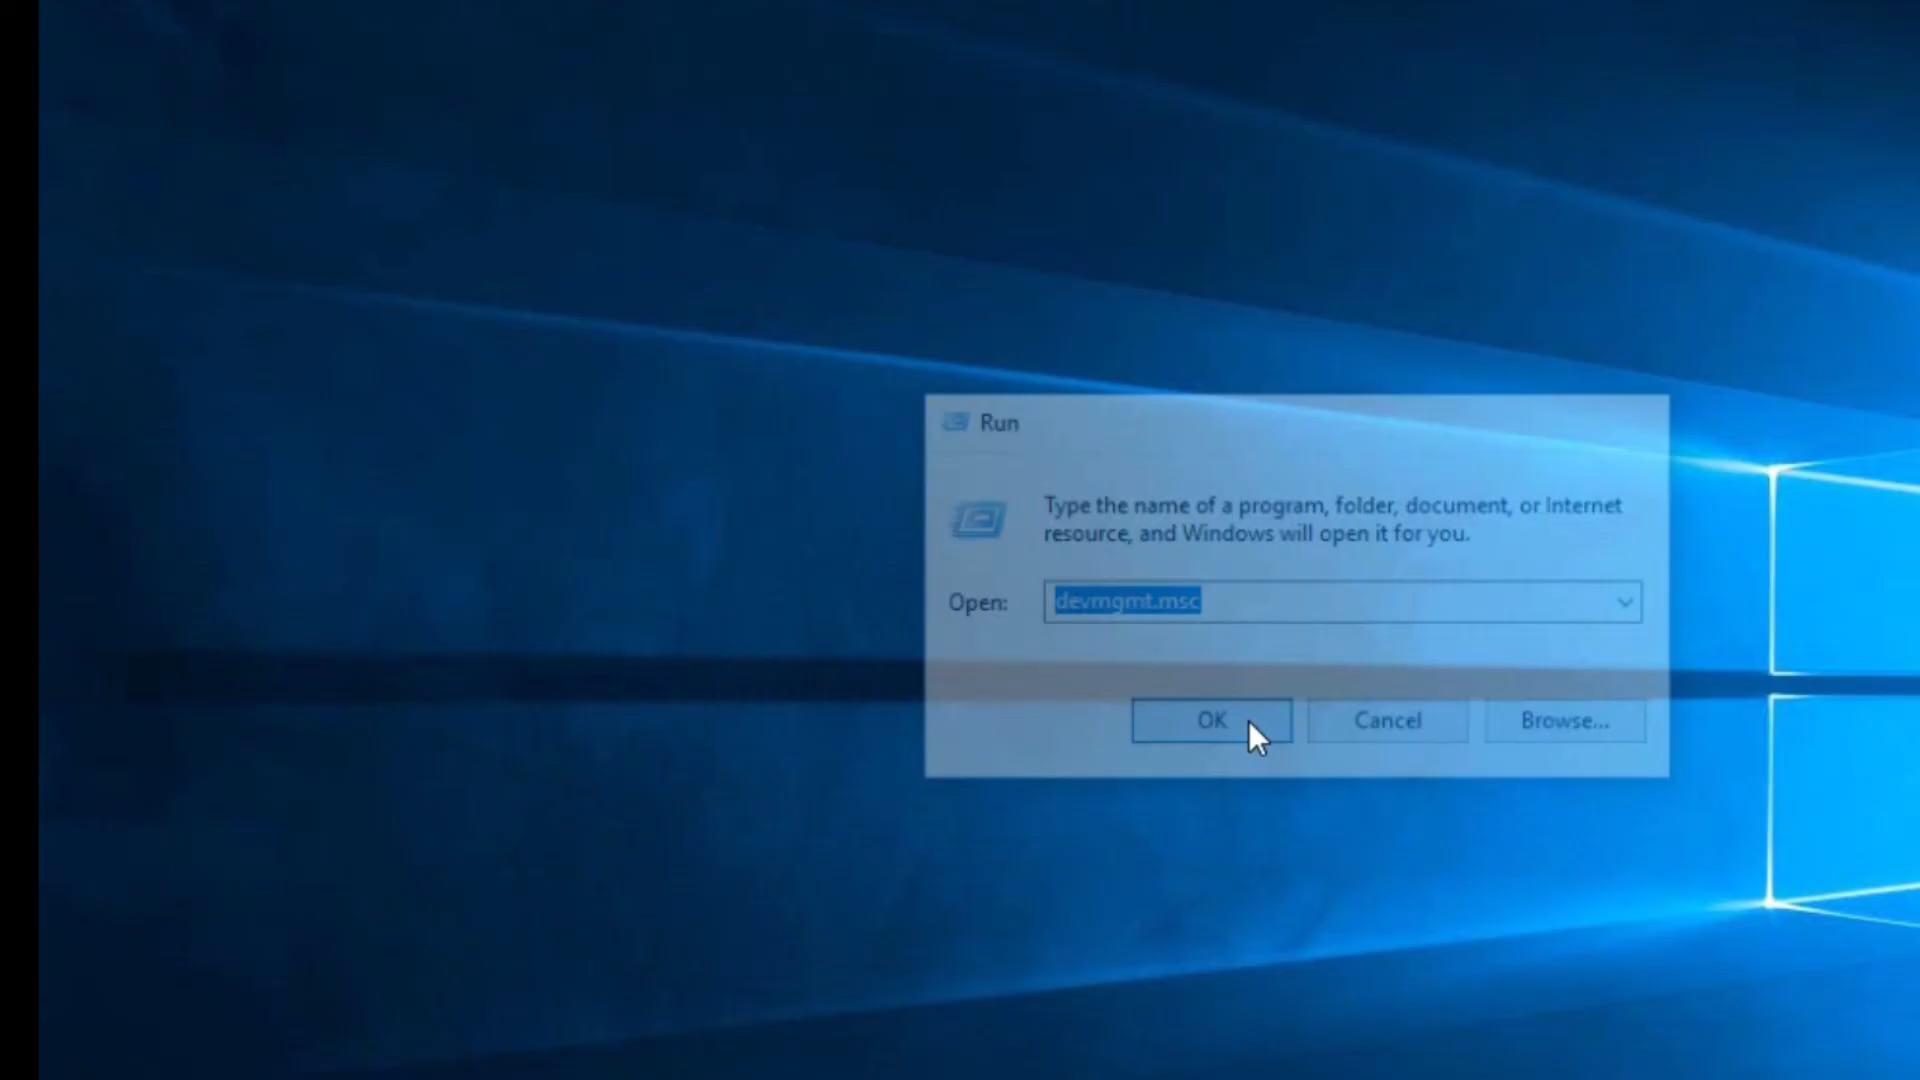 Run
Type the name of a program, folder, document, or Internet
resource, and Windows will open it for you.
Open: devmgmt.msc
OK Cancel Browse...